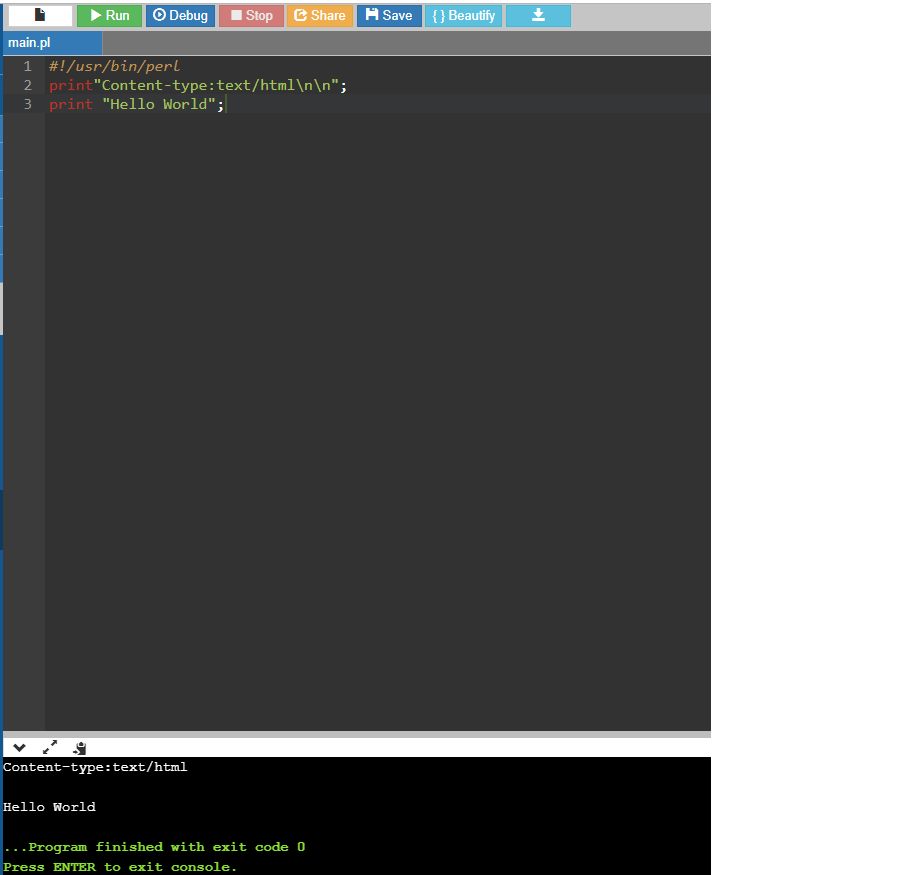 Run Debug Stop Share Save { } Beautify
main.pl
1 #!/usr/bin/perl
2 print"Content-type:text/html\n\n";
3 print "Hello World";
Content-type:text/html
Hello World
...Program finished with exit code 0
Press ENTER to exit console.